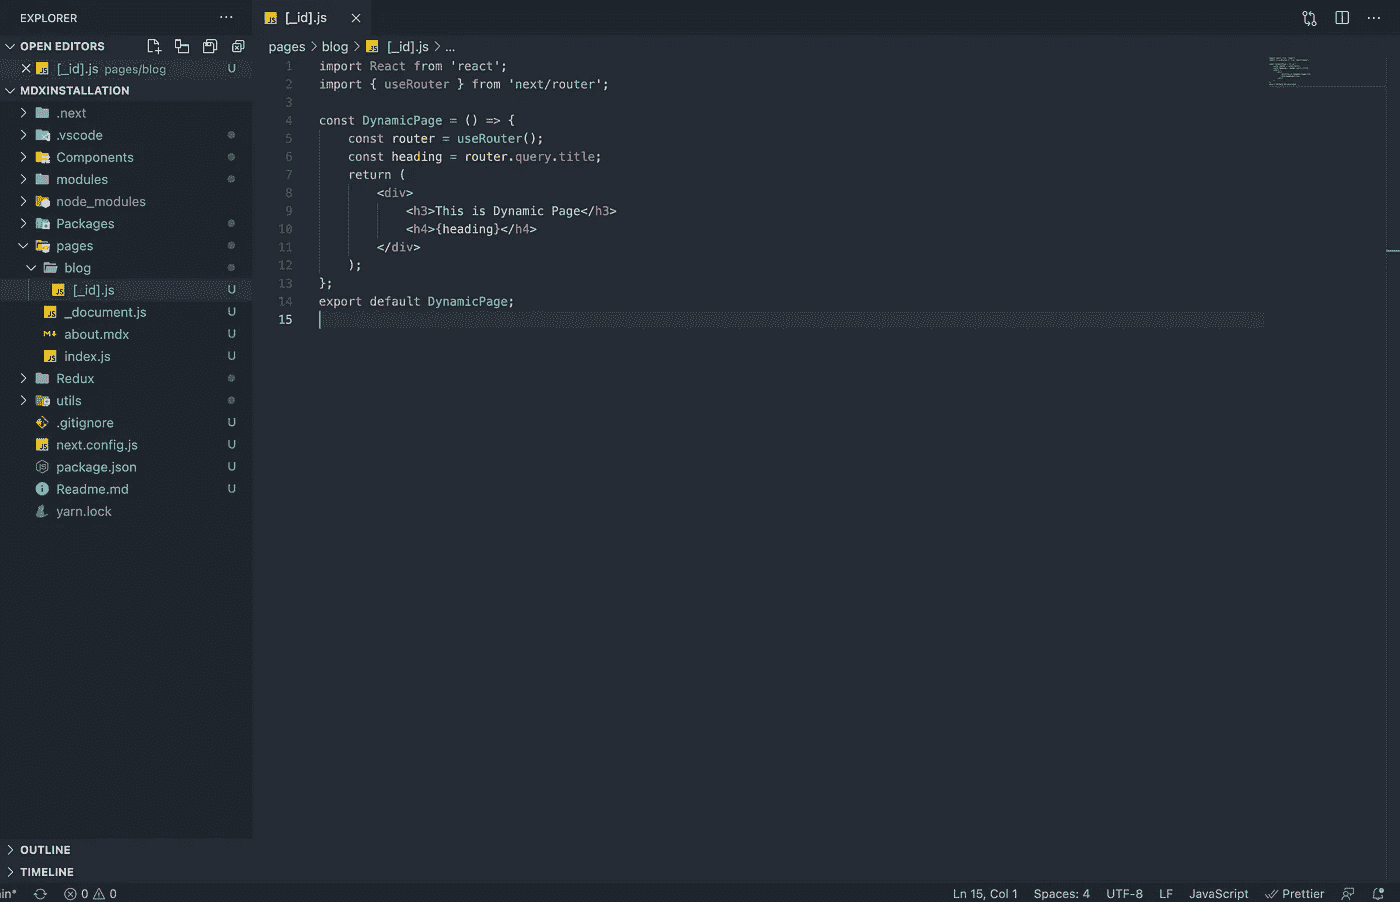 EXPLORER
[_id].js
OPEN EDITORS
[_id].js pages/blog U
MDXINSTALLATION
.next
.vscode
Components
modules
node_modules
Packages
pages
blog
[_id].js U
_document.js U
about.mdx U
index.js U
Redux
utils
.gitignore U
next.config.js U
package.json U
Readme.md U
yarn.lock
OUTLINE
TIMELINE
pages > blog > JS [_id].js > ...
1 import React from 'react';
2 import { useRouter } from 'next/router';
3
4 const DynamicPage = () => {
5 const router = useRouter();
6 const heading = router.query.title;
7 return (
8 <div>
9 <h3>This is Dynamic Page</h3>
10 <h4>{heading}</h4>
11 </div>
12 );
13 };
14 export default DynamicPage;
15
in* 0 0 Ln 15, Col 1 Spaces: 4 UTF-8 LF JavaScript Prettier